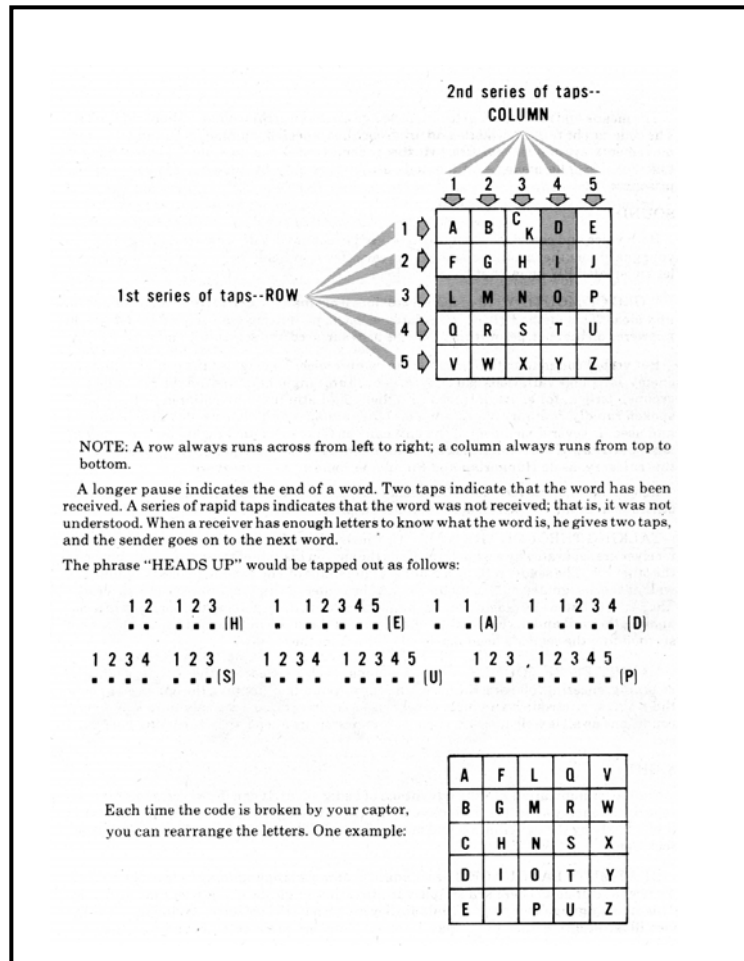 2nd series of taps--
COLUMN
1 2 3 4 5
1 A B C K D E
2 F G H I J
1st series of taps--ROW
3 L M N O P
4 Q R S T U
5 V W X Y Z
NOTE: A row always runs across from left to right; a column always runs from top to
bottom.
A longer pause indicates the end of a word. Two taps indicate that the word has been
received. A series of rapid taps indicates that the word was not received; that is, it was not
understood. When a receiver has enough letters to know what the word is, he gives two taps,
and the sender goes on to the next word.
The phrase “HEADS UP” would be tapped out as follows:
1 2 1 2 3 1 1 2 3 4 5 1 1 1 1 2 3 4
.. ...(H) . .....(E) . .(A) . ....(D)
1 2 3 4 1 2 3 1 2 3 4 1 2 3 4 5 1 2 3 1 2 3 4 5
.... ...(S) .... .....(U) ... .....(P)
A F L Q V
Each time the code is broken by your captor,
B G M R W
you can rearrange the letters. One example:
C H N S X
D I O T Y
E J P U Z